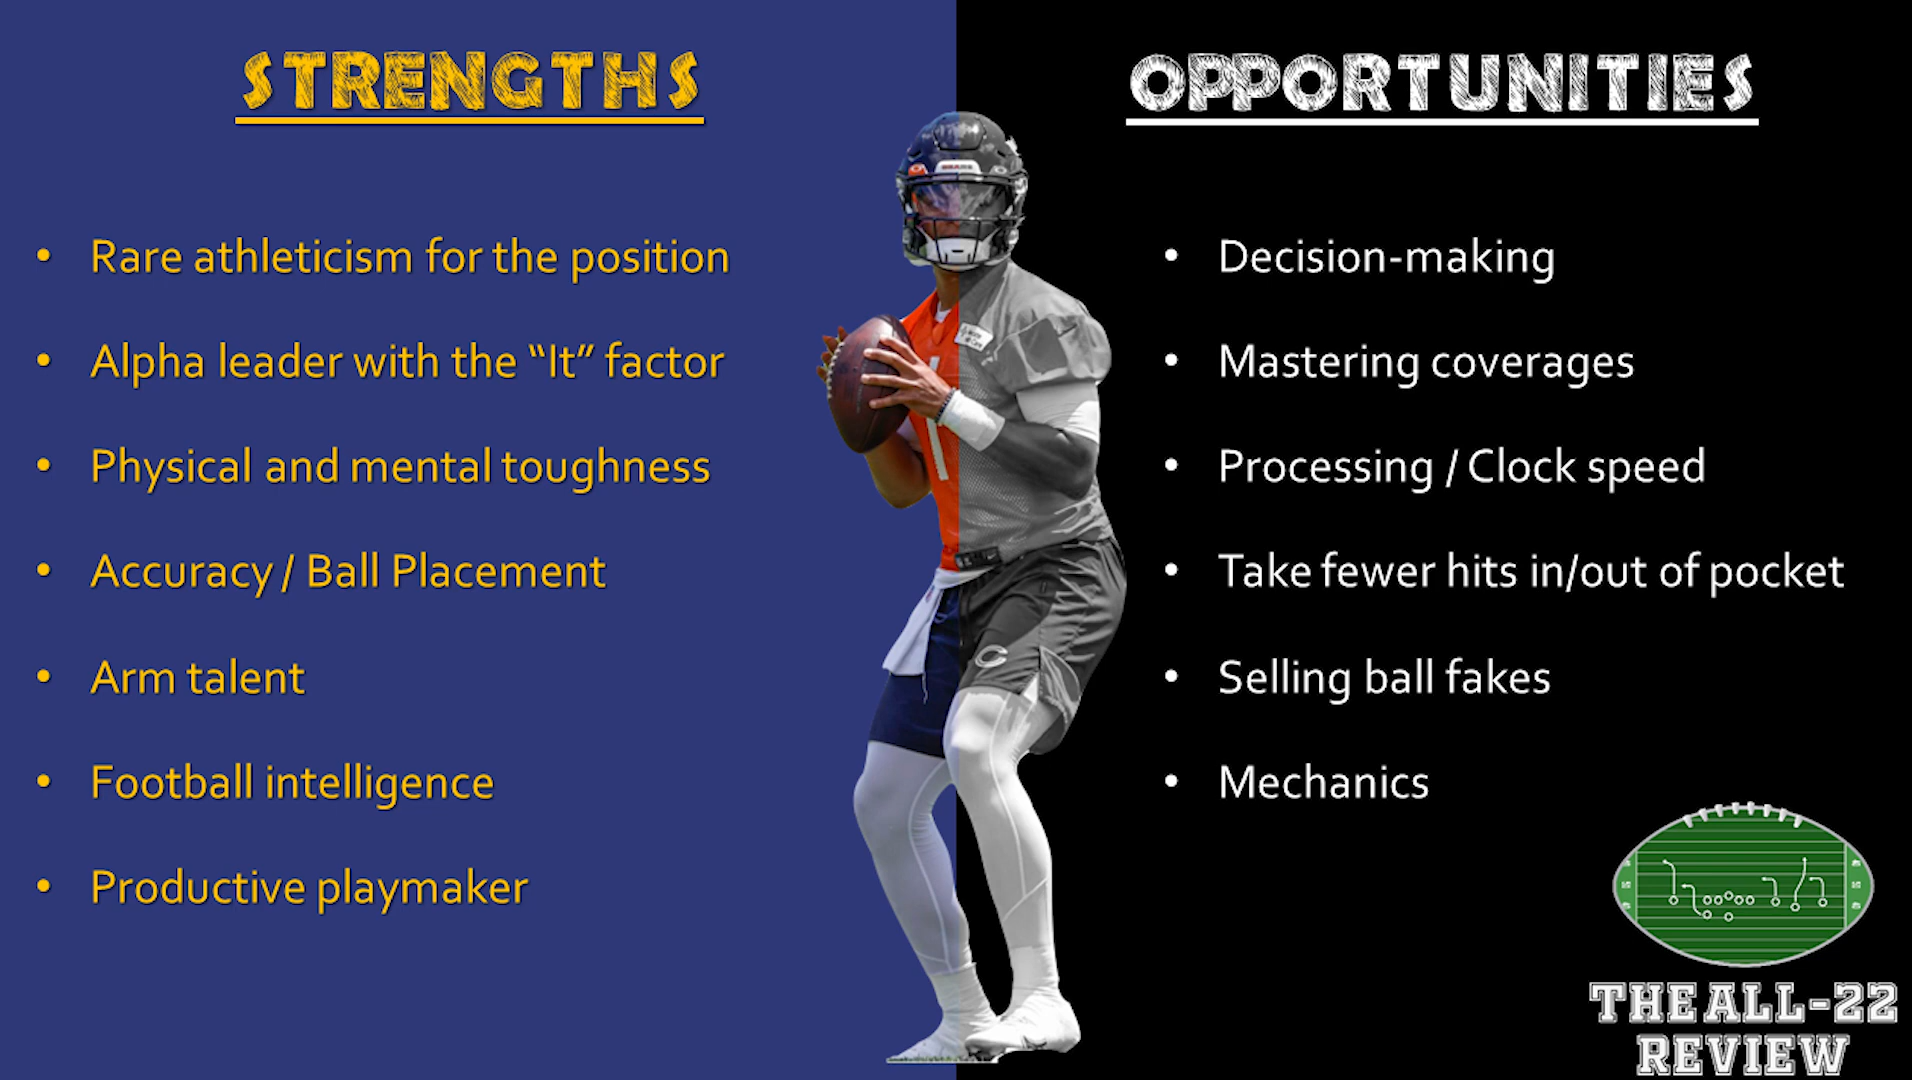 STRENGTHS
• Rare athleticism for the position
• Alpha leader with the “It” factor
• Physical and mental toughness
• Accuracy / Ball Placement
• Arm talent
• Football intelligence
• Productive playmaker
OPPORTUNITIES
• Decision-making
• Mastering coverages
• Processing / Clock speed
• Take fewer hits in/out of pocket
• Selling ball fakes
• Mechanics
BEARS
1
C
THE ALL-22
REVIEW